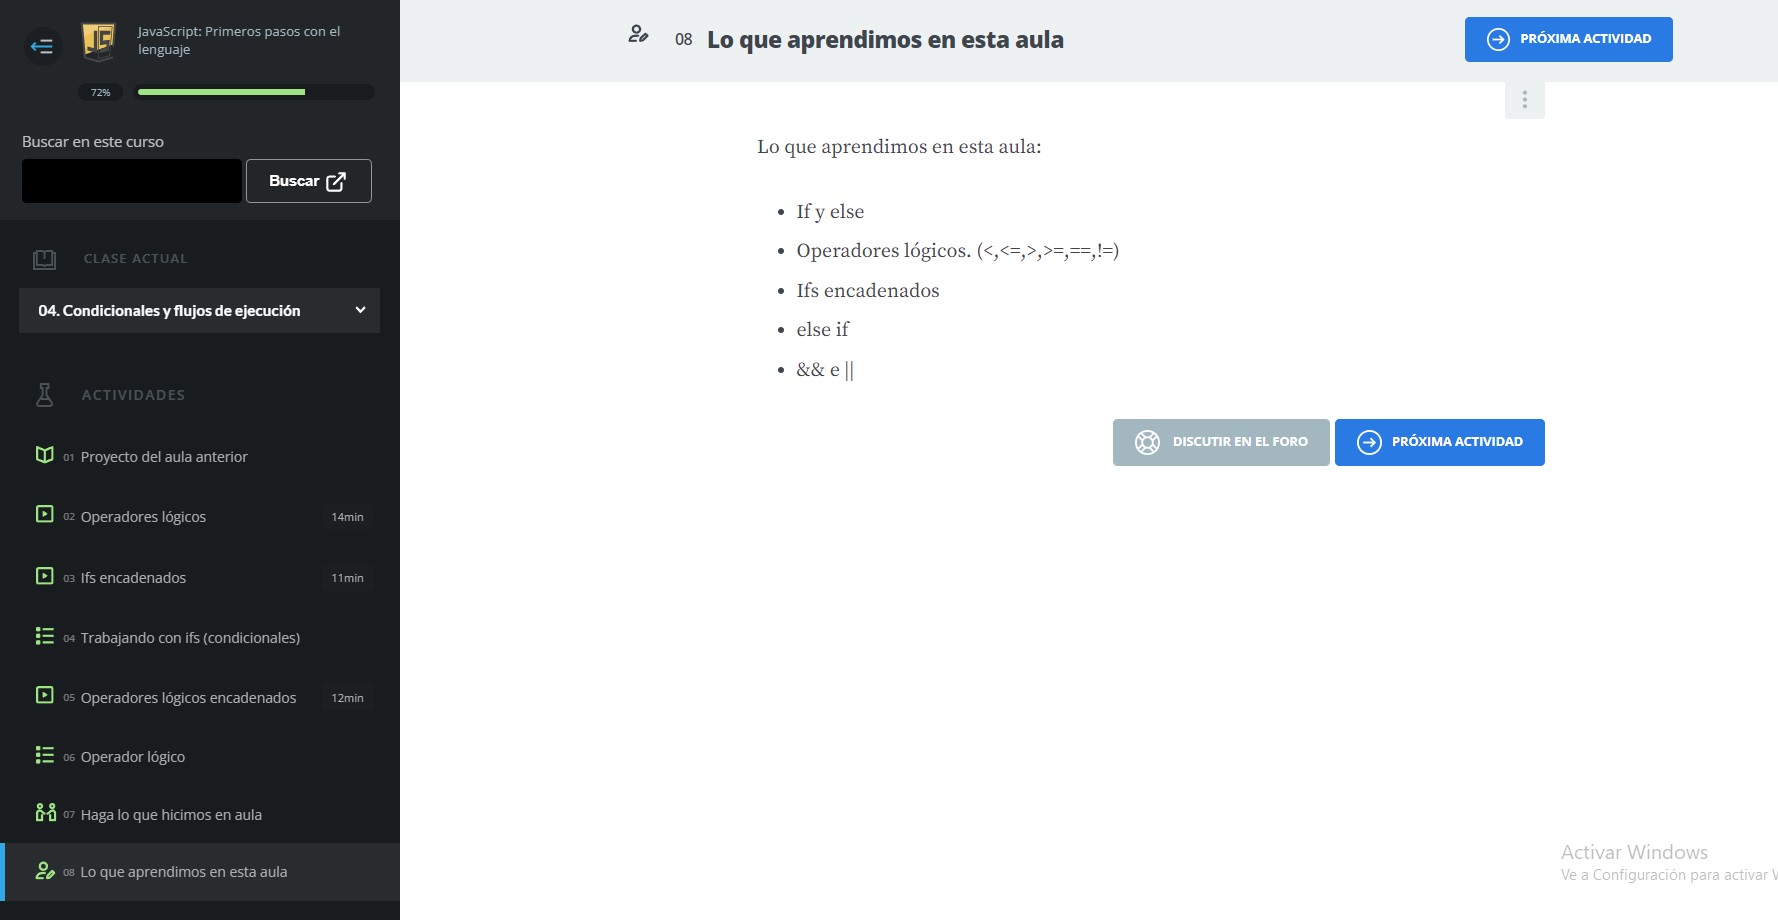 JavaScript: Primeros pasos con el
lenguaje
72%
Buscar en este curso
Buscar
CLASE ACTUAL
04. Condicionales y flujos de ejecución
ACTIVIDADES
01 Proyecto del aula anterior
02 Operadores lógicos 14min
03 Ifs encadenados 11min
04 Trabajando con ifs (condicionales)
05 Operadores lógicos encadenados 12min
06 Operador lógico
07 Haga lo que hicimos en aula
08 Lo que aprendimos en esta aula
08 Lo que aprendimos en esta aula
PRÓXIMA ACTIVIDAD
Lo que aprendimos en esta aula:
• If y else
• Operadores lógicos. (<,<=,>,>=,==,!=)
• Ifs encadenados
• else if
• && e ||
DISCUTIR EN EL FORO
PRÓXIMA ACTIVIDAD
Activar Windows
Ve a Configuración para activar